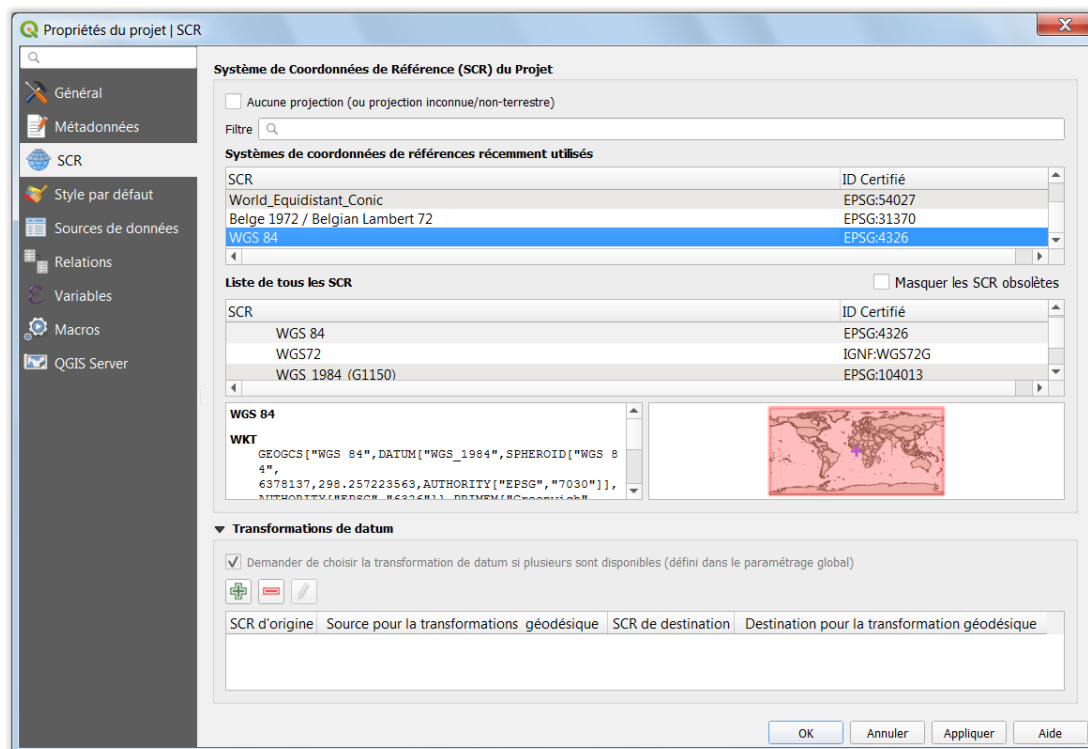 Propriétés du projet | SCR
Général
Métadonnées
SCR
Style par défaut
Sources de données
Relations
Variables
Macros
QGIS Server
Système de Coordonnées de Référence (SCR) du Projet
Aucune projection (ou projection inconnue/non-terrestre)
Filtre
Systèmes de coordonnées de références récemment utilisés
SCR ID Certifié
World_Equidistant_Conic EPSG:54027
Belge 1972 / Belgian Lambert 72 EPSG:31370
WGS 84 EPSG:4326
Liste de tous les SCR Masquer les SCR obsolètes
SCR ID Certifié
WGS 84 EPSG:4326
WGS72 IGNF:WGS72G
WGS 1984 (G1150) EPSG:104013
WGS 84
WKT
GEOGCS["WGS 84",DATUM["WGS_1984",SPHEROID["WGS 8
4",
6378137,298.257223563,AUTHORITY["EPSG","7030"]],
AUTHORITY["EPSG","6326"]],PRIMEM["Greenwich"
Transformations de datum
Demander de choisir la transformation de datum si plusieurs sont disponibles (défini dans le paramétrage global)
SCR d'origine Source pour la transformations géodésique SCR de destination Destination pour la transformation géodésique
OK Annuler Appliquer Aide